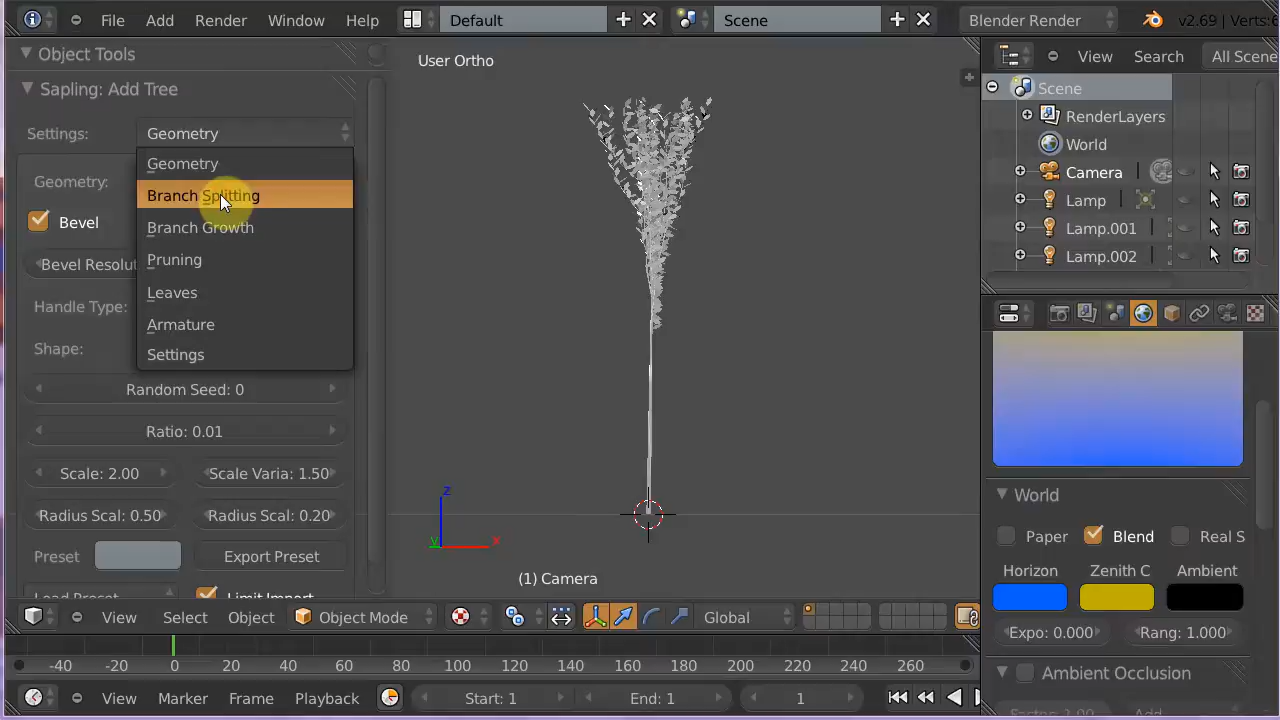 File Add Render Window Help Default Scene Blender Render v2.69 | Verts:
Object Tools
Sapling: Add Tree
Settings: Geometry
Geometry
Branch Splitting
Branch Growth
Pruning
Leaves
Armature
Settings
Geometry:
Bevel
Bevel Resolut
Handle Type:
Shape:
Random Seed: 0
Ratio: 0.01
Scale: 2.00 Scale Varia: 1.50
Radius Scal: 0.50 Radius Scal: 0.20
Preset Export Preset
Load Preset Limit Import
User Ortho
z
y x
(1) Camera
View Select Object Object Mode Global
-40 -20 0 20 40 60 80 100 120 140 160 180 200 220 240 260
View Marker Frame Playback Start: 1 End: 1 1
View Search All Scene
Scene
RenderLayers
World
Camera
Lamp
Lamp.001
Lamp.002
World
Paper Blend Real S
Horizon Zenith C Ambient
Expo: 0.000 Rang: 1.000
Ambient Occlusion